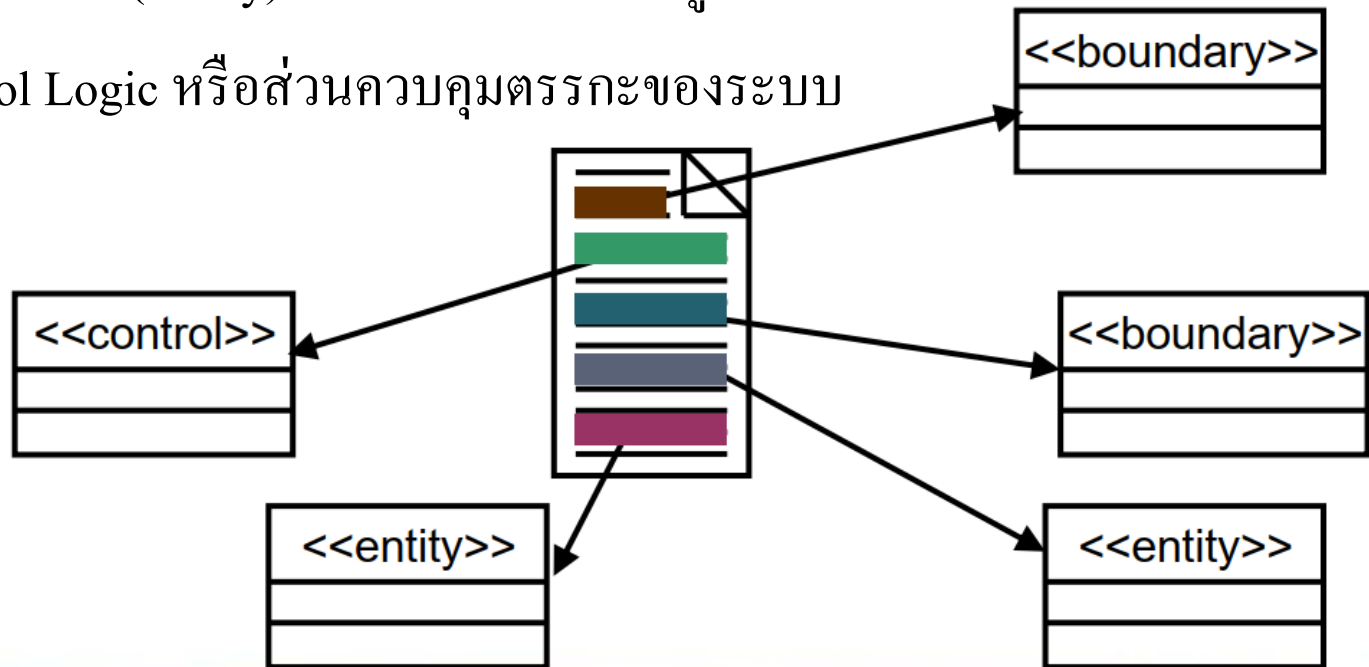 ol Logic หรือส่วนควบคุมตรรกะของระบบ
<<boundary>>
<<control>>
<<boundary>>
<<entity>>
<<entity>>